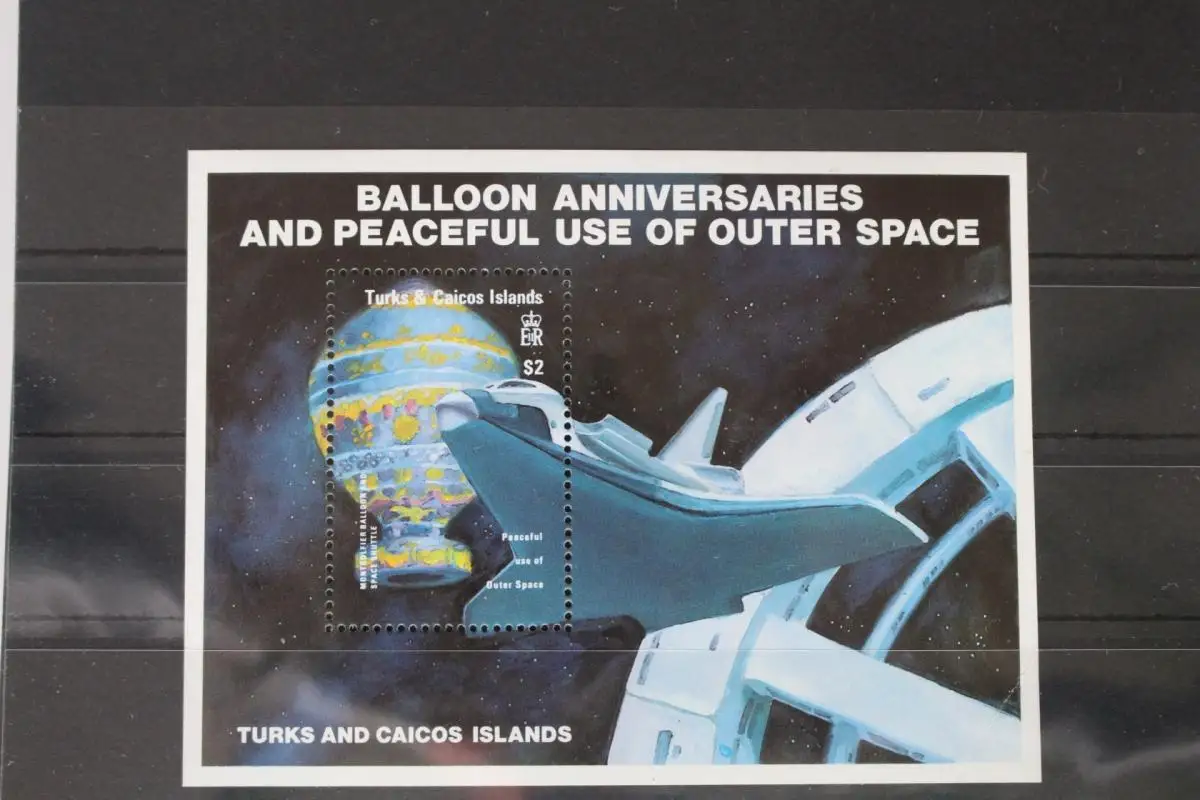 BALLOON ANNIVERSARIES
AND PEACEFUL USE OF OUTER SPACE
Turks & Caicos Islands
EIIR
$2
MONTGOLFIER BALLOON AND
SPACE SHUTTLE
Peaceful
use of
Outer Space
TURKS AND CAICOS ISLANDS